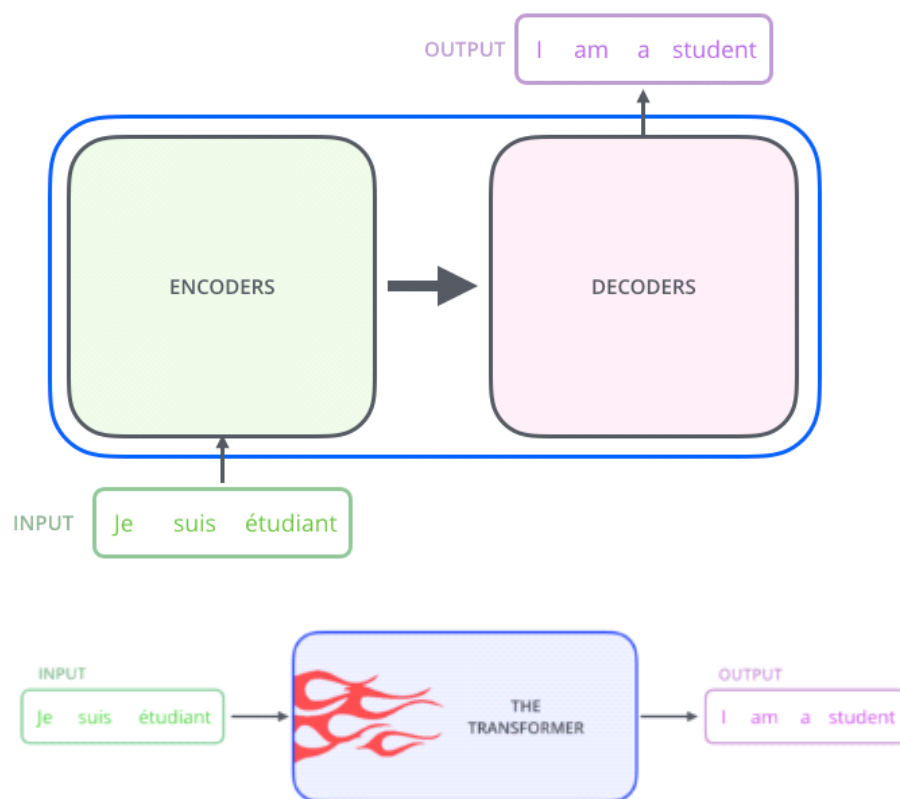 OUTPUT I am a student
ENCODERS DECODERS
INPUT Je suis étudiant
INPUT OUTPUT
Je suis étudiant THE I am a student
TRANSFORMER